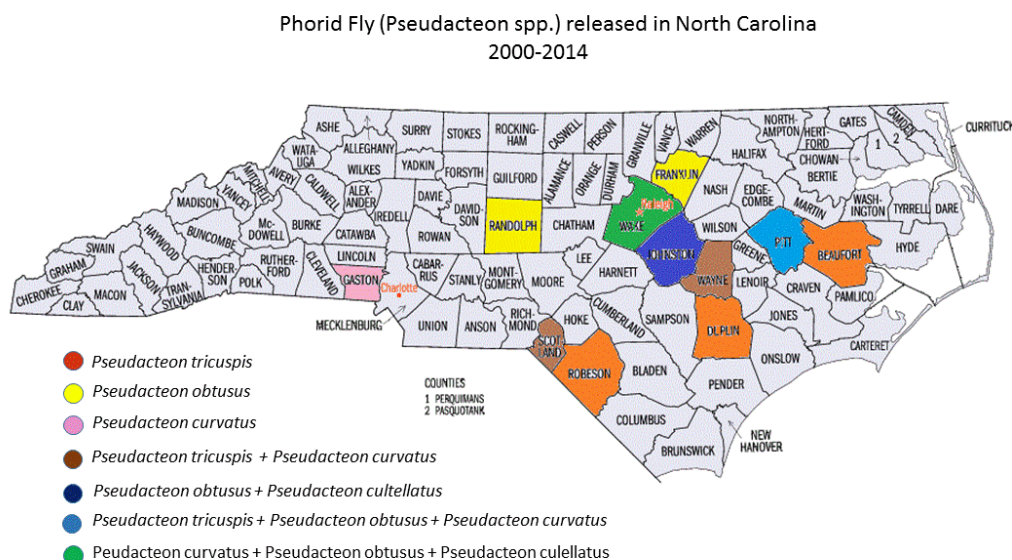 Phorid Fly (Pseudacteon spp.) released in North Carolina
2000-2014
ASHE
ALLEGHANY
SURRY
STOKES
ROCKING-
HAM
CASWELL
PERSON
GRANVILLE
VANCE
WARREN
NORTH-
AMPTON
HERT-
FORD
GATES
CAMDEN
CURRITUCK
1
2
WATA-
UGA
WILKES
YADKIN
FORSYTH
GUILFORD
ALAMANCE
ORANGE
DURHAM
FRANKLIN
HALIFAX
CHOWAN
BERTIE
MITCHEL
AVERY
CALDWELL
ALEX-
ANDER
IREDELL
DAVIE
DAVID-
SON
RANDOLPH
CHATHAM
WAKE
Raleigh
NASH
EDGE-
COMBE
MARTIN
WASH-
INGTON
TYRRELL
DARE
MADISON
YANCEY
BURKE
CATAWBA
ROWAN
WILSON
PITT
BEAUFORT
HYDE
HAYWOOD
BUNCOMBE
Mc-
DOWELL
LINCOLN
JOHNSTON
GREENE
SWAIN
GRAHAM
JACKSON
HENDER-
SON
RUTHER-
FORD
CLEVELAND
GASTON
CABAR-
RUS
STANLY
MONT-
GOMERY
MOORE
LEE
HARNETT
WAYNE
LENOIR
CRAVEN
PAMLICO
CHEROKEE
CLAY
MACON
TRAN-
SYLVANIA
POLK
Charlotte
MECKLENBURG
UNION
ANSON
RICH-
MOND
SCOT-
LAND
HOKE
CUMBERLAND
SAMPSON
DUPLIN
JONES
CARTERET
ROBESON
BLADEN
ONSLOW
PENDER
COLUMBUS
BRUNSWICK
NEW
HANOVER
COUNTIES
1 PERQUIMANS
2 PASQUOTANK
Pseudacteon tricuspis
Pseudacteon obtusus
Pseudacteon curvatus
Pseudacteon tricuspis + Pseudacteon curvatus
Pseudacteon obtusus + Pseudacteon cultellatus
Pseudacteon tricuspis + Pseudacteon obtusus + Pseudacteon curvatus
Peudacteon curvatus + Pseudacteon obtusus + Pseudacteon culellatus